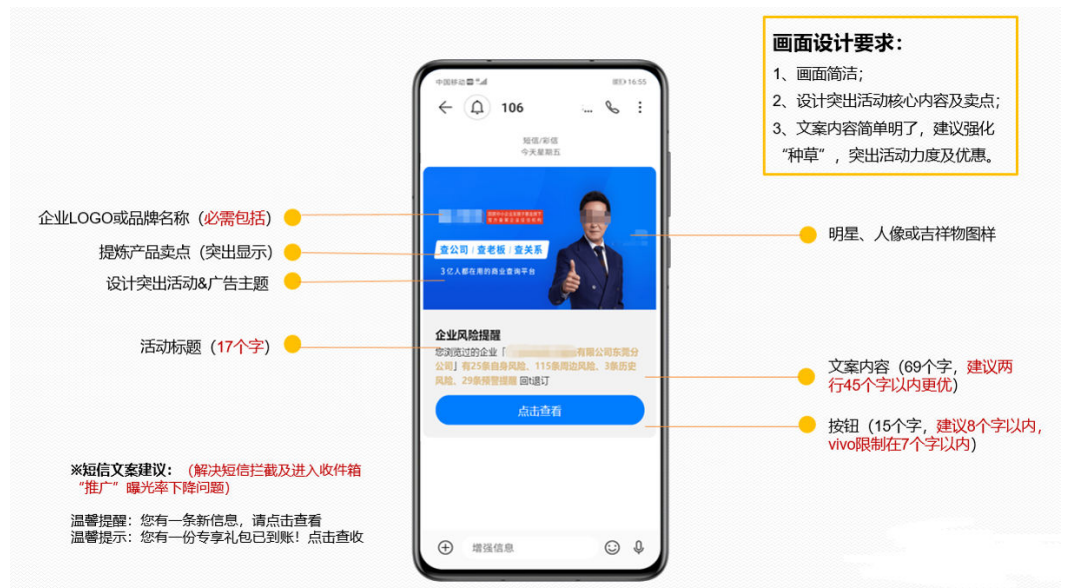 画面设计要求:
1、画面简洁;
2、设计突出活动核心内容及卖点;
3、文案内容简单明了，建议强化
“种草”，突出活动力度及优惠。
中国移动
16:55
106
...
短信/彩信
今天星期五
企业LOGO或品牌名称（必需包括）
提炼产品卖点（突出显示）
设计突出活动&广告主题
活动标题（17个字）
查公司 | 查老板 | 查关系
3亿人都在用的商业查询平台
明星、人像或吉祥物图样
企业风险提醒
您浏览过的企业「
有限公司东莞分
公司」有25条自身风险、115条周边风险、3条历史
风险、29条预警提醒 回t退订
点击查看
文案内容（69个字，建议两
行45个字以内更优）
按钮（15个字，建议8个字以内，
vivo限制在7个字以内）
※短信文案建议：（解决短信拦截及进入收件箱
“推广”曝光率下降问题）
温馨提醒：您有一条新信息，请点击查看
温馨提示：您有一份专享礼包已到账！点击查收
增强信息